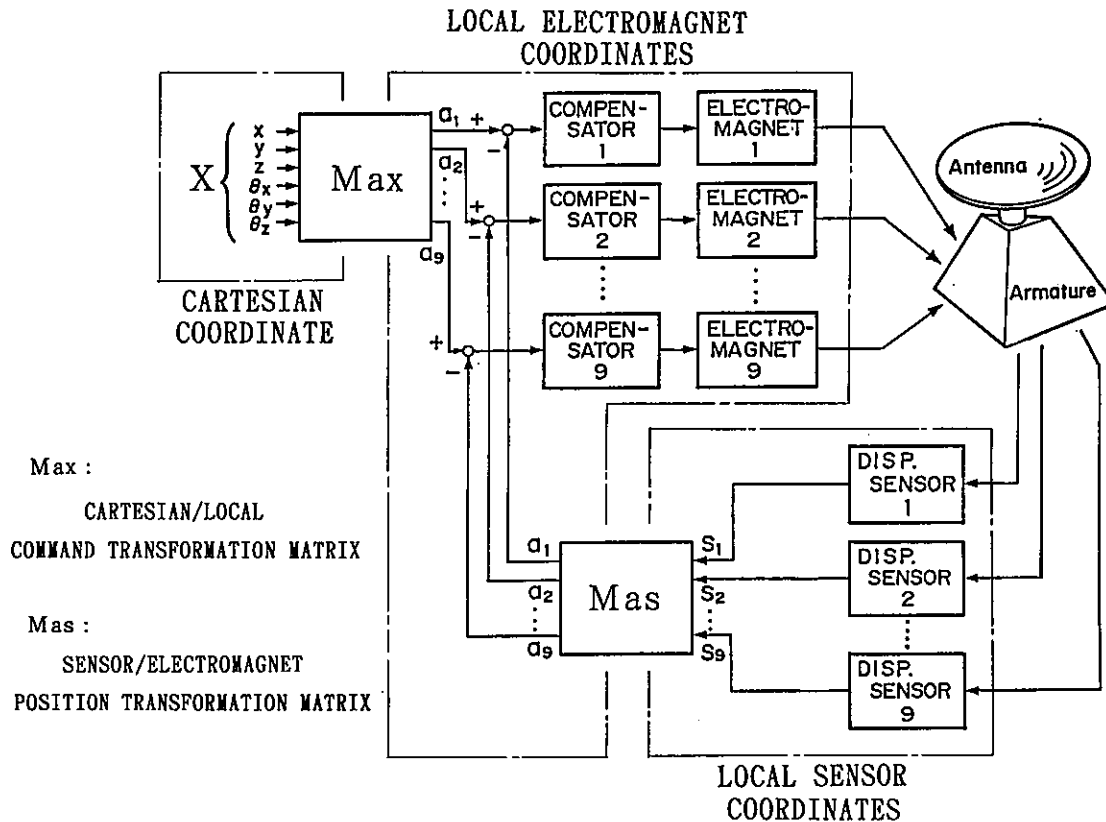 LOCAL ELECTROMAGNET
COORDINATES
X
x
y
z
θx
θy
θz
Max
CARTESIAN
COORDINATE
a1
+
−
a2
+
−
a9
+
−
COMPEN-
SATOR
1
ELECTRO-
MAGNET
1
COMPEN-
SATOR
2
ELECTRO-
MAGNET
2
COMPEN-
SATOR
9
ELECTRO-
MAGNET
9
Antenna
Armature
Max :
CARTESIAN/LOCAL
COMMAND TRANSFORMATION MATRIX
Mas :
SENSOR/ELECTROMAGNET
POSITION TRANSFORMATION MATRIX
a1
a2
a9
Mas
S1
S2
S9
DISP.
SENSOR
1
DISP.
SENSOR
2
DISP.
SENSOR
9
LOCAL SENSOR
COORDINATES